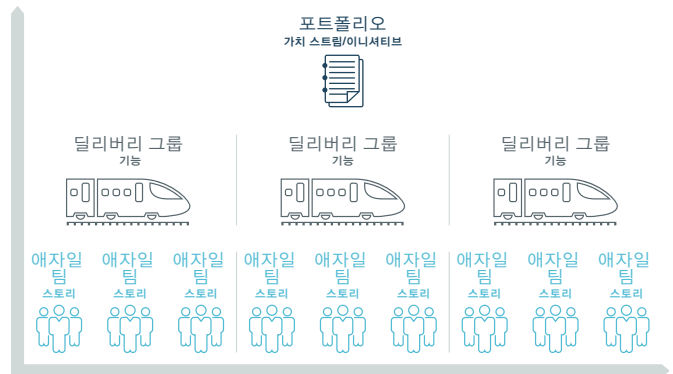 포트폴리오
가치 스트림/이니셔티브
딜리버리 그룹
기능
딜리버리 그룹
기능
딜리버리 그룹
기능
애자일
팀
스토리
애자일
팀
스토리
애자일
팀
스토리
애자일
팀
스토리
애자일
팀
스토리
애자일
팀
스토리
애자일
팀
스토리
애자일
팀
스토리
애자일
팀
스토리